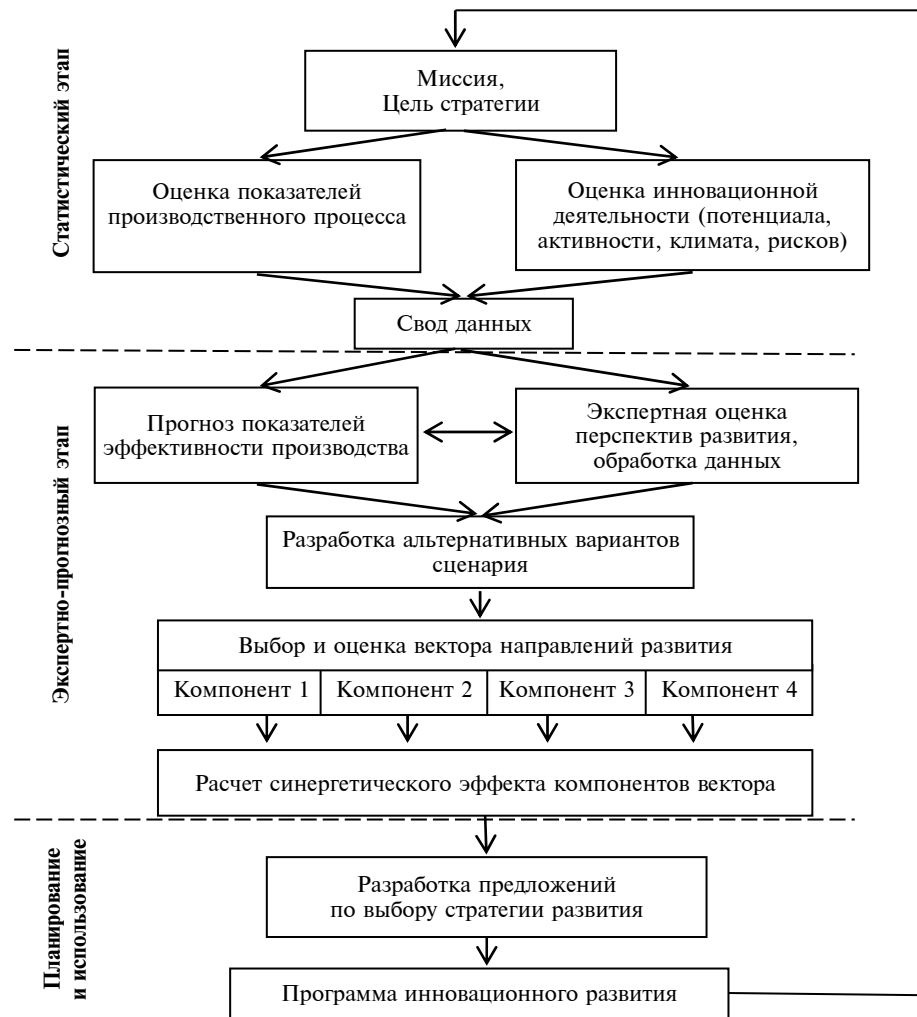 Статистический этап
Миссия,
Цель стратегии
Оценка показателей
производственного процесса
Оценка инновационной
деятельности (потенциала,
активности, климата, рисков)
Свод данных
Экспертно-прогнозный этап
Прогноз показателей
эффективности производства
Экспертная оценка
перспектив развития,
обработка данных
Разработка альтернативных вариантов
сценария
Выбор и оценка вектора направлений развития
Компонент 1
Компонент 2
Компонент 3
Компонент 4
Расчет синергетического эффекта компонентов вектора
Планирование
и использование
Разработка предложений
по выбору стратегии развития
Программа инновационного развития